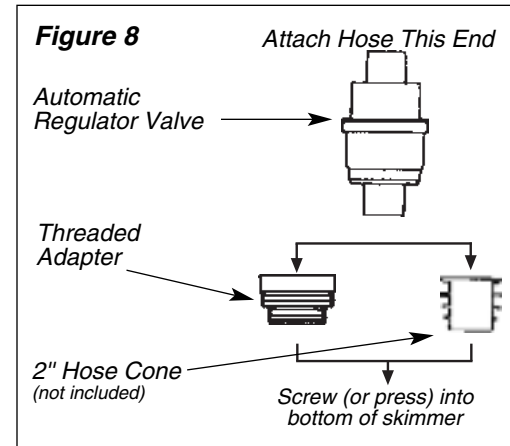 Figure 8
Attach Hose This End
Automatic
Regulator Valve
Threaded
Adapter
2" Hose Cone
(not included)
Screw (or press) into
bottom of skimmer